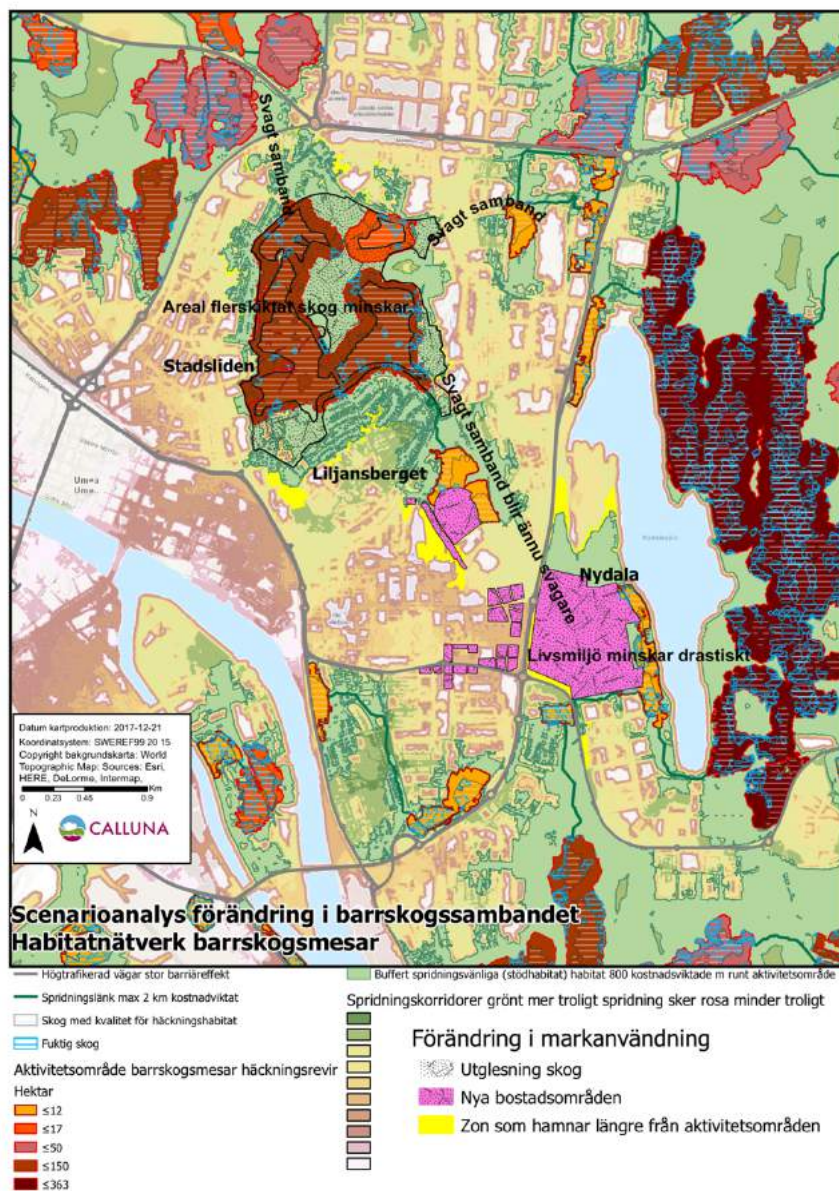 Svagt samband
Svagt samband
Areal flerskiktat skog minskar
Stadsliden
Svagt samband blir ännu svagare
Liljansberget
Umeå
Nydala
Livsmiljö minskar drastiskt
Datum kartproduktion: 2017-12-21
Koordinatsystem: SWEREF99 20 15
Copyright bakgrundskarta: World
Topographic Map: Sources: Esri,
HERE, DeLorme, Intermap,
Km
0 0.23 0.45 0.9
N
CALLUNA
Scenarioanalys förändring i barrskogssambandet
Habitatnätverk barrskogsmesar
Högtrafikerad vägar stor barriäreffekt
Spridningslänk max 2 km kostnadviktat
Skog med kvalitet för häckningshabitat
Fuktig skog
Aktivitetsområde barrskogsmesar häckningsrevir
Hektar
≤12
≤17
≤50
≤150
≤363
Buffert spridningsvänliga (stödhabitat) habitat 800 kostnadsviktade m runt aktivitetsområde
Spridningskorridorer grönt mer troligt spridning sker rosa minder troligt
Förändring i markanvändning
Utglesning skog
Nya bostadsområden
Zon som hamnar längre från aktivitetsområden